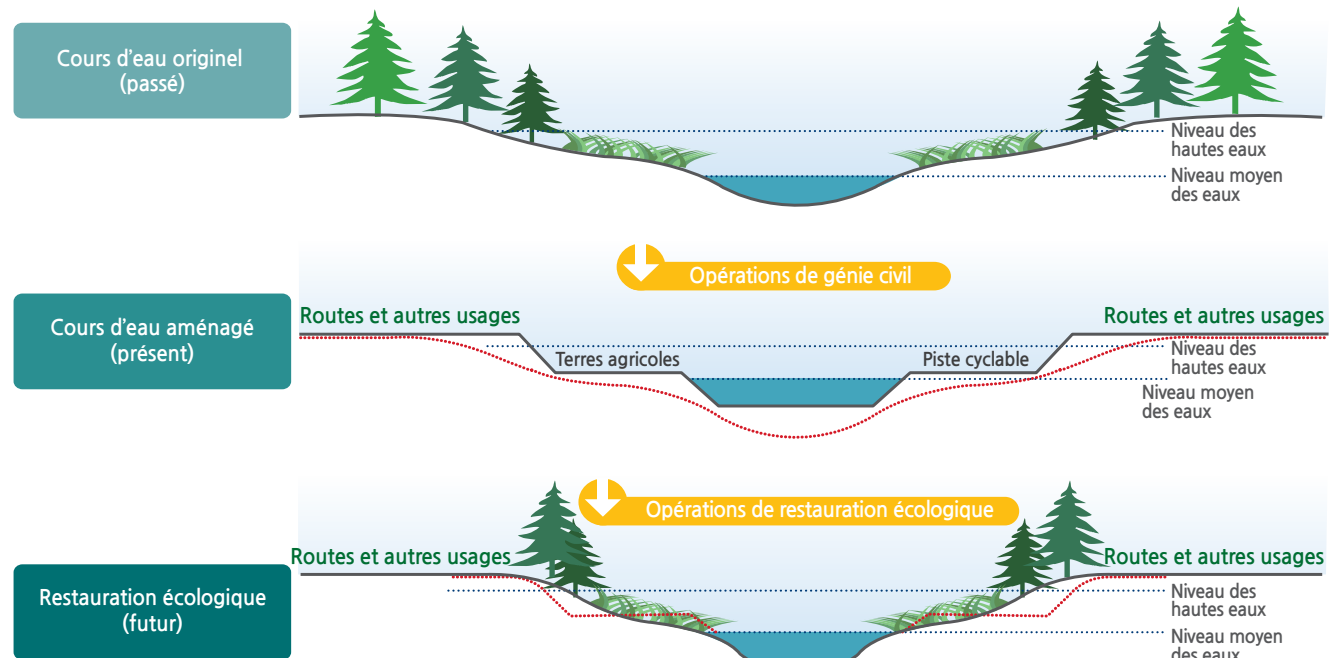 Cours d'eau originel
(passé)
Niveau des
hautes eaux
Niveau moyen
des eaux
Opérations de génie civil
Cours d'eau aménagé
(présent)
Routes et autres usages
Routes et autres usages
Terres agricoles
Piste cyclable
Niveau des
hautes eaux
Niveau moyen
des eaux
Opérations de restauration écologique
Restauration écologique
(futur)
Routes et autres usages
Routes et autres usages
Niveau des
hautes eaux
Niveau moyen
des eaux